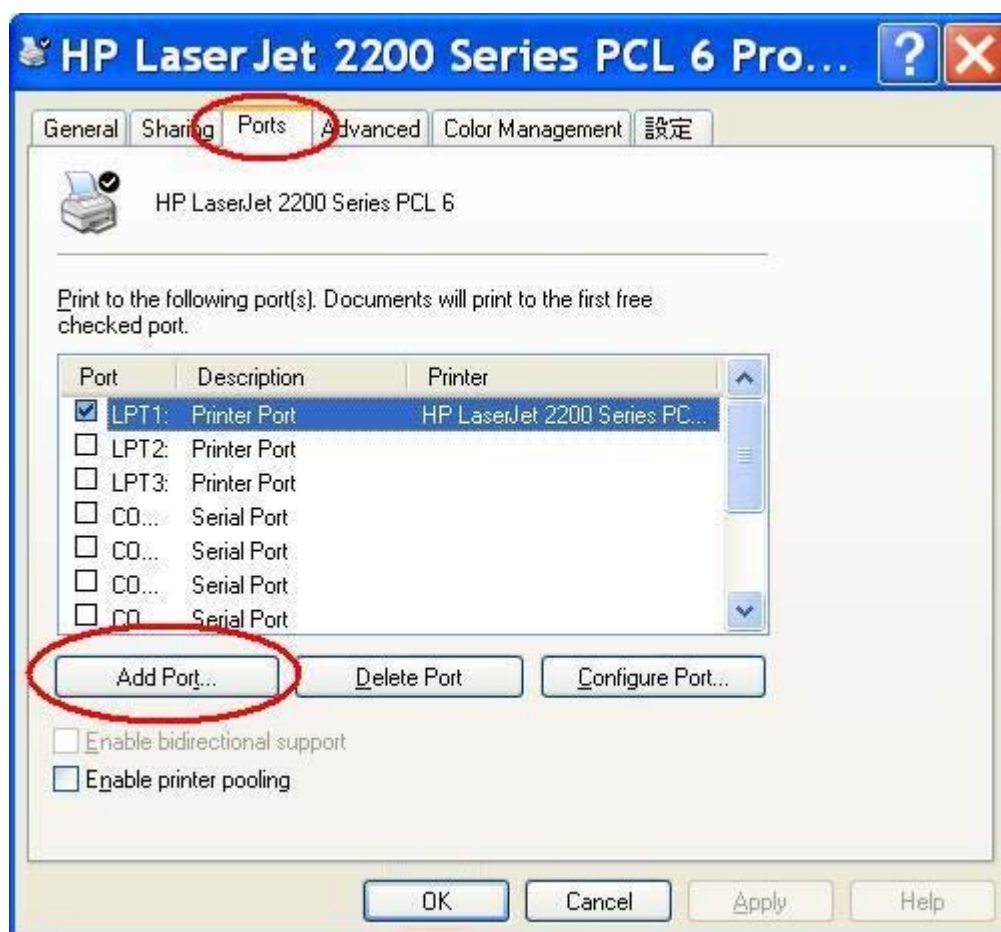 HP LaserJet 2200 Series PCL 6 Pro...
General Sharing Ports Advanced Color Management 設定
HP LaserJet 2200 Series PCL 6
Print to the following port(s). Documents will print to the first free
checked port.
Port Description Printer
LPT1: Printer Port HP LaserJet 2200 Series PC...
LPT2: Printer Port
LPT3: Printer Port
CO... Serial Port
CO... Serial Port
CO... Serial Port
CO... Serial Port
Add Port... Delete Port Configure Port...
Enable bidirectional support
Enable printer pooling
OK Cancel Apply Help